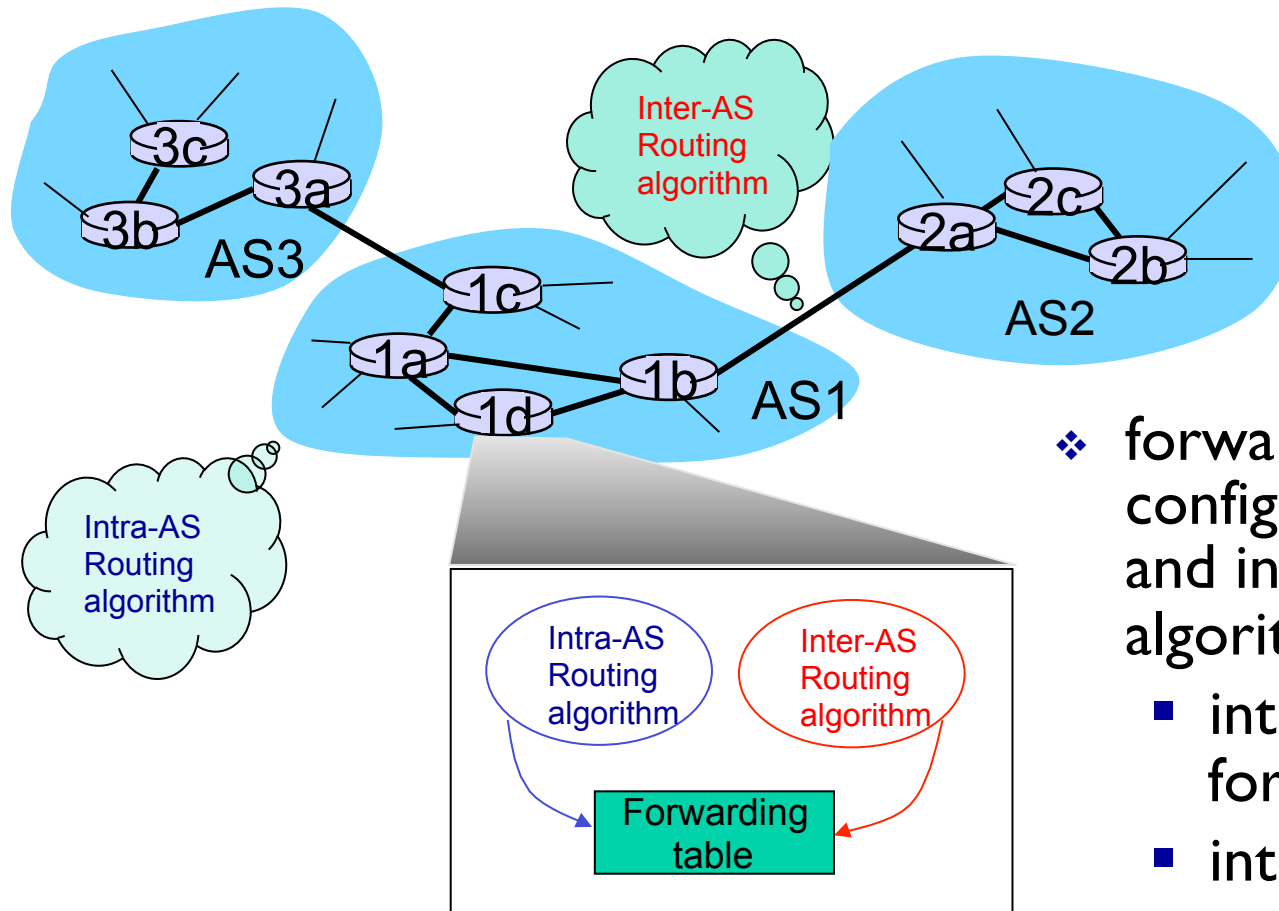 3c
3a
3b
AS3
Inter-AS
Routing
algorithm
2c
2a
2b
AS2
1c
1a
1b
1d
AS1
Intra-AS
Routing
algorithm
Intra-AS
Routing
algorithm
Inter-AS
Routing
algorithm
Forwarding
table
❖ forwa
config
and in
algorit
▪ int
for
▪ int